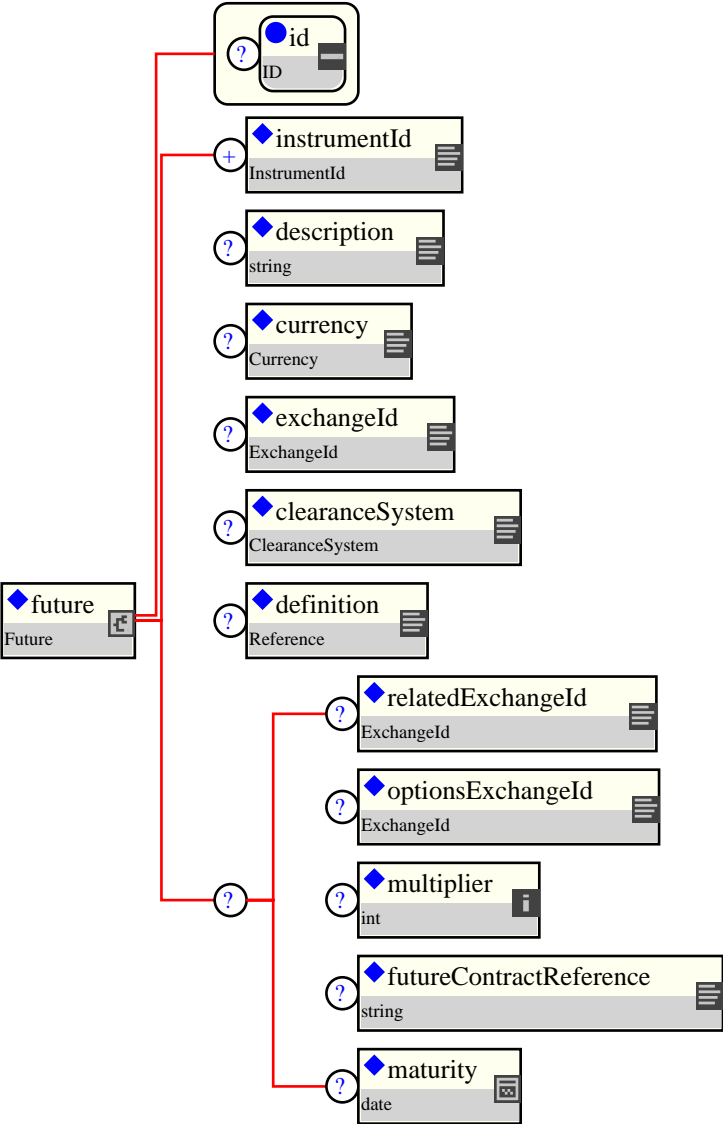 ? id
ID
+ instrumentId
InstrumentId
? description
string
? currency
Currency
? exchangeId
ExchangeId
? clearanceSystem
ClearanceSystem
future
Future
? definition
Reference
? relatedExchangeId
ExchangeId
? optionsExchangeId
ExchangeId
?
? multiplier
i
int
? futureContractReference
string
? maturity
date